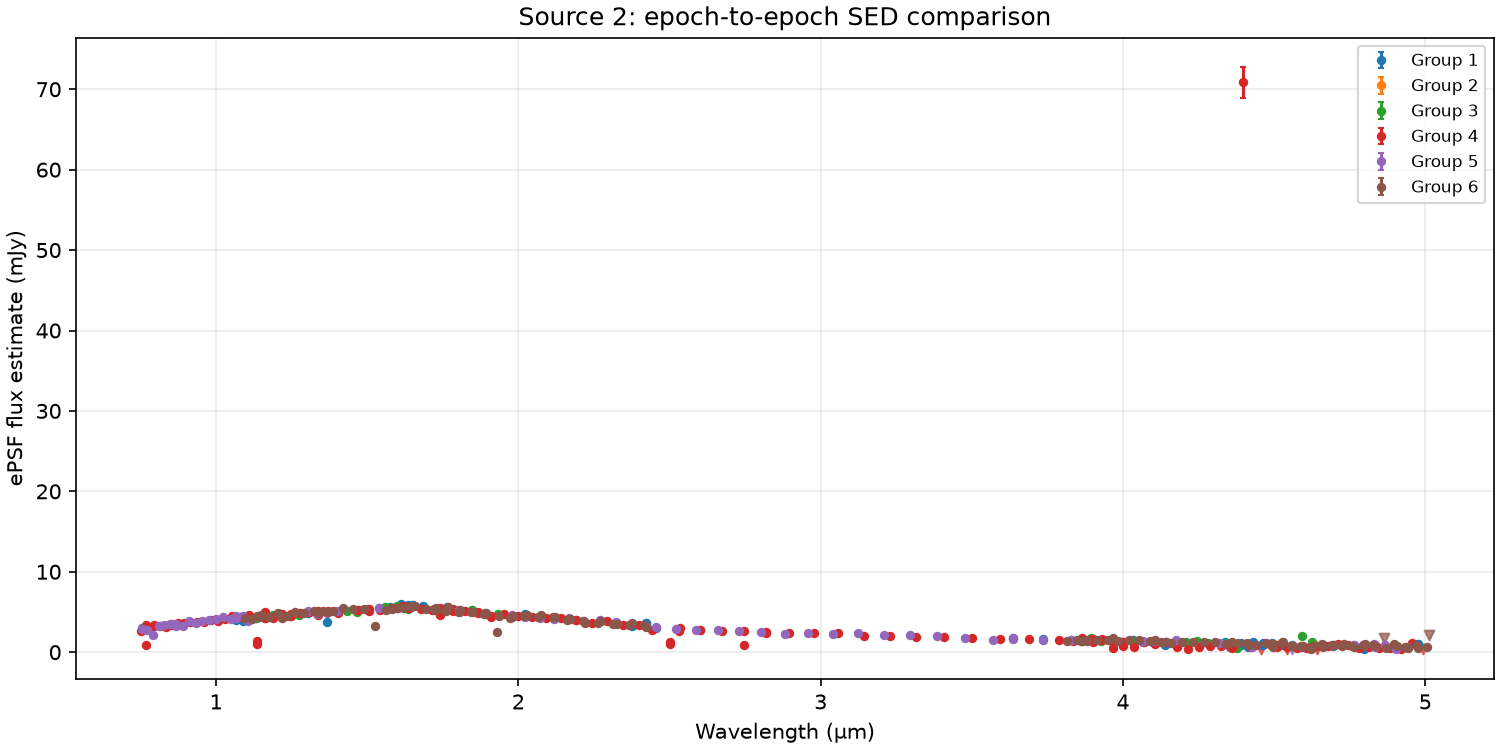 Source 2: epoch-to-epoch SED comparison
ePSF flux estimate (mJy)
70
60
50
40
30
20
10
0
Group 1
Group 2
Group 3
Group 4
Group 5
Group 6
1 2 3 4 5
Wavelength (μm)